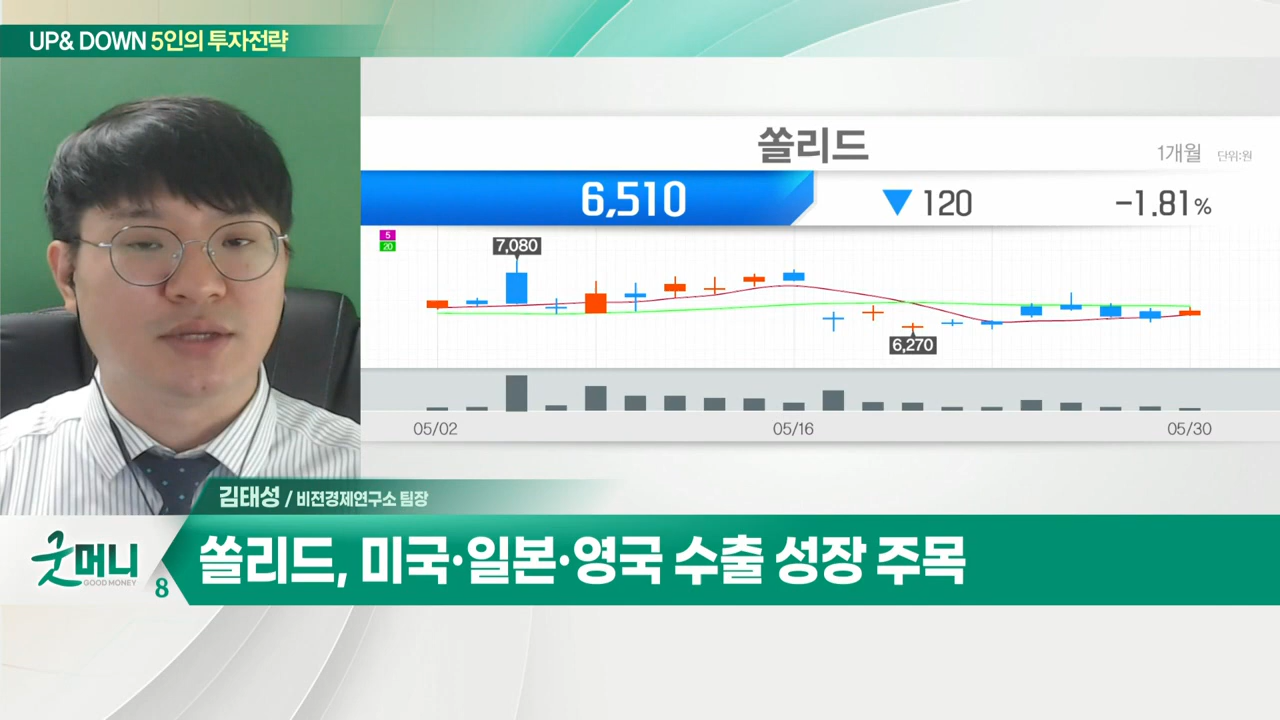 UP& DOWN 5인의 투자전략
쏠리드
1개월 단위:원
6,510 ▼ 120 -1.81%
5
20
7,080
6,270
05/02 05/16 05/30
김태성 / 비젼경제연구소 팀장
굿머니
GOOD MONEY
8
쏠리드, 미국·일본·영국 수출 성장 주목